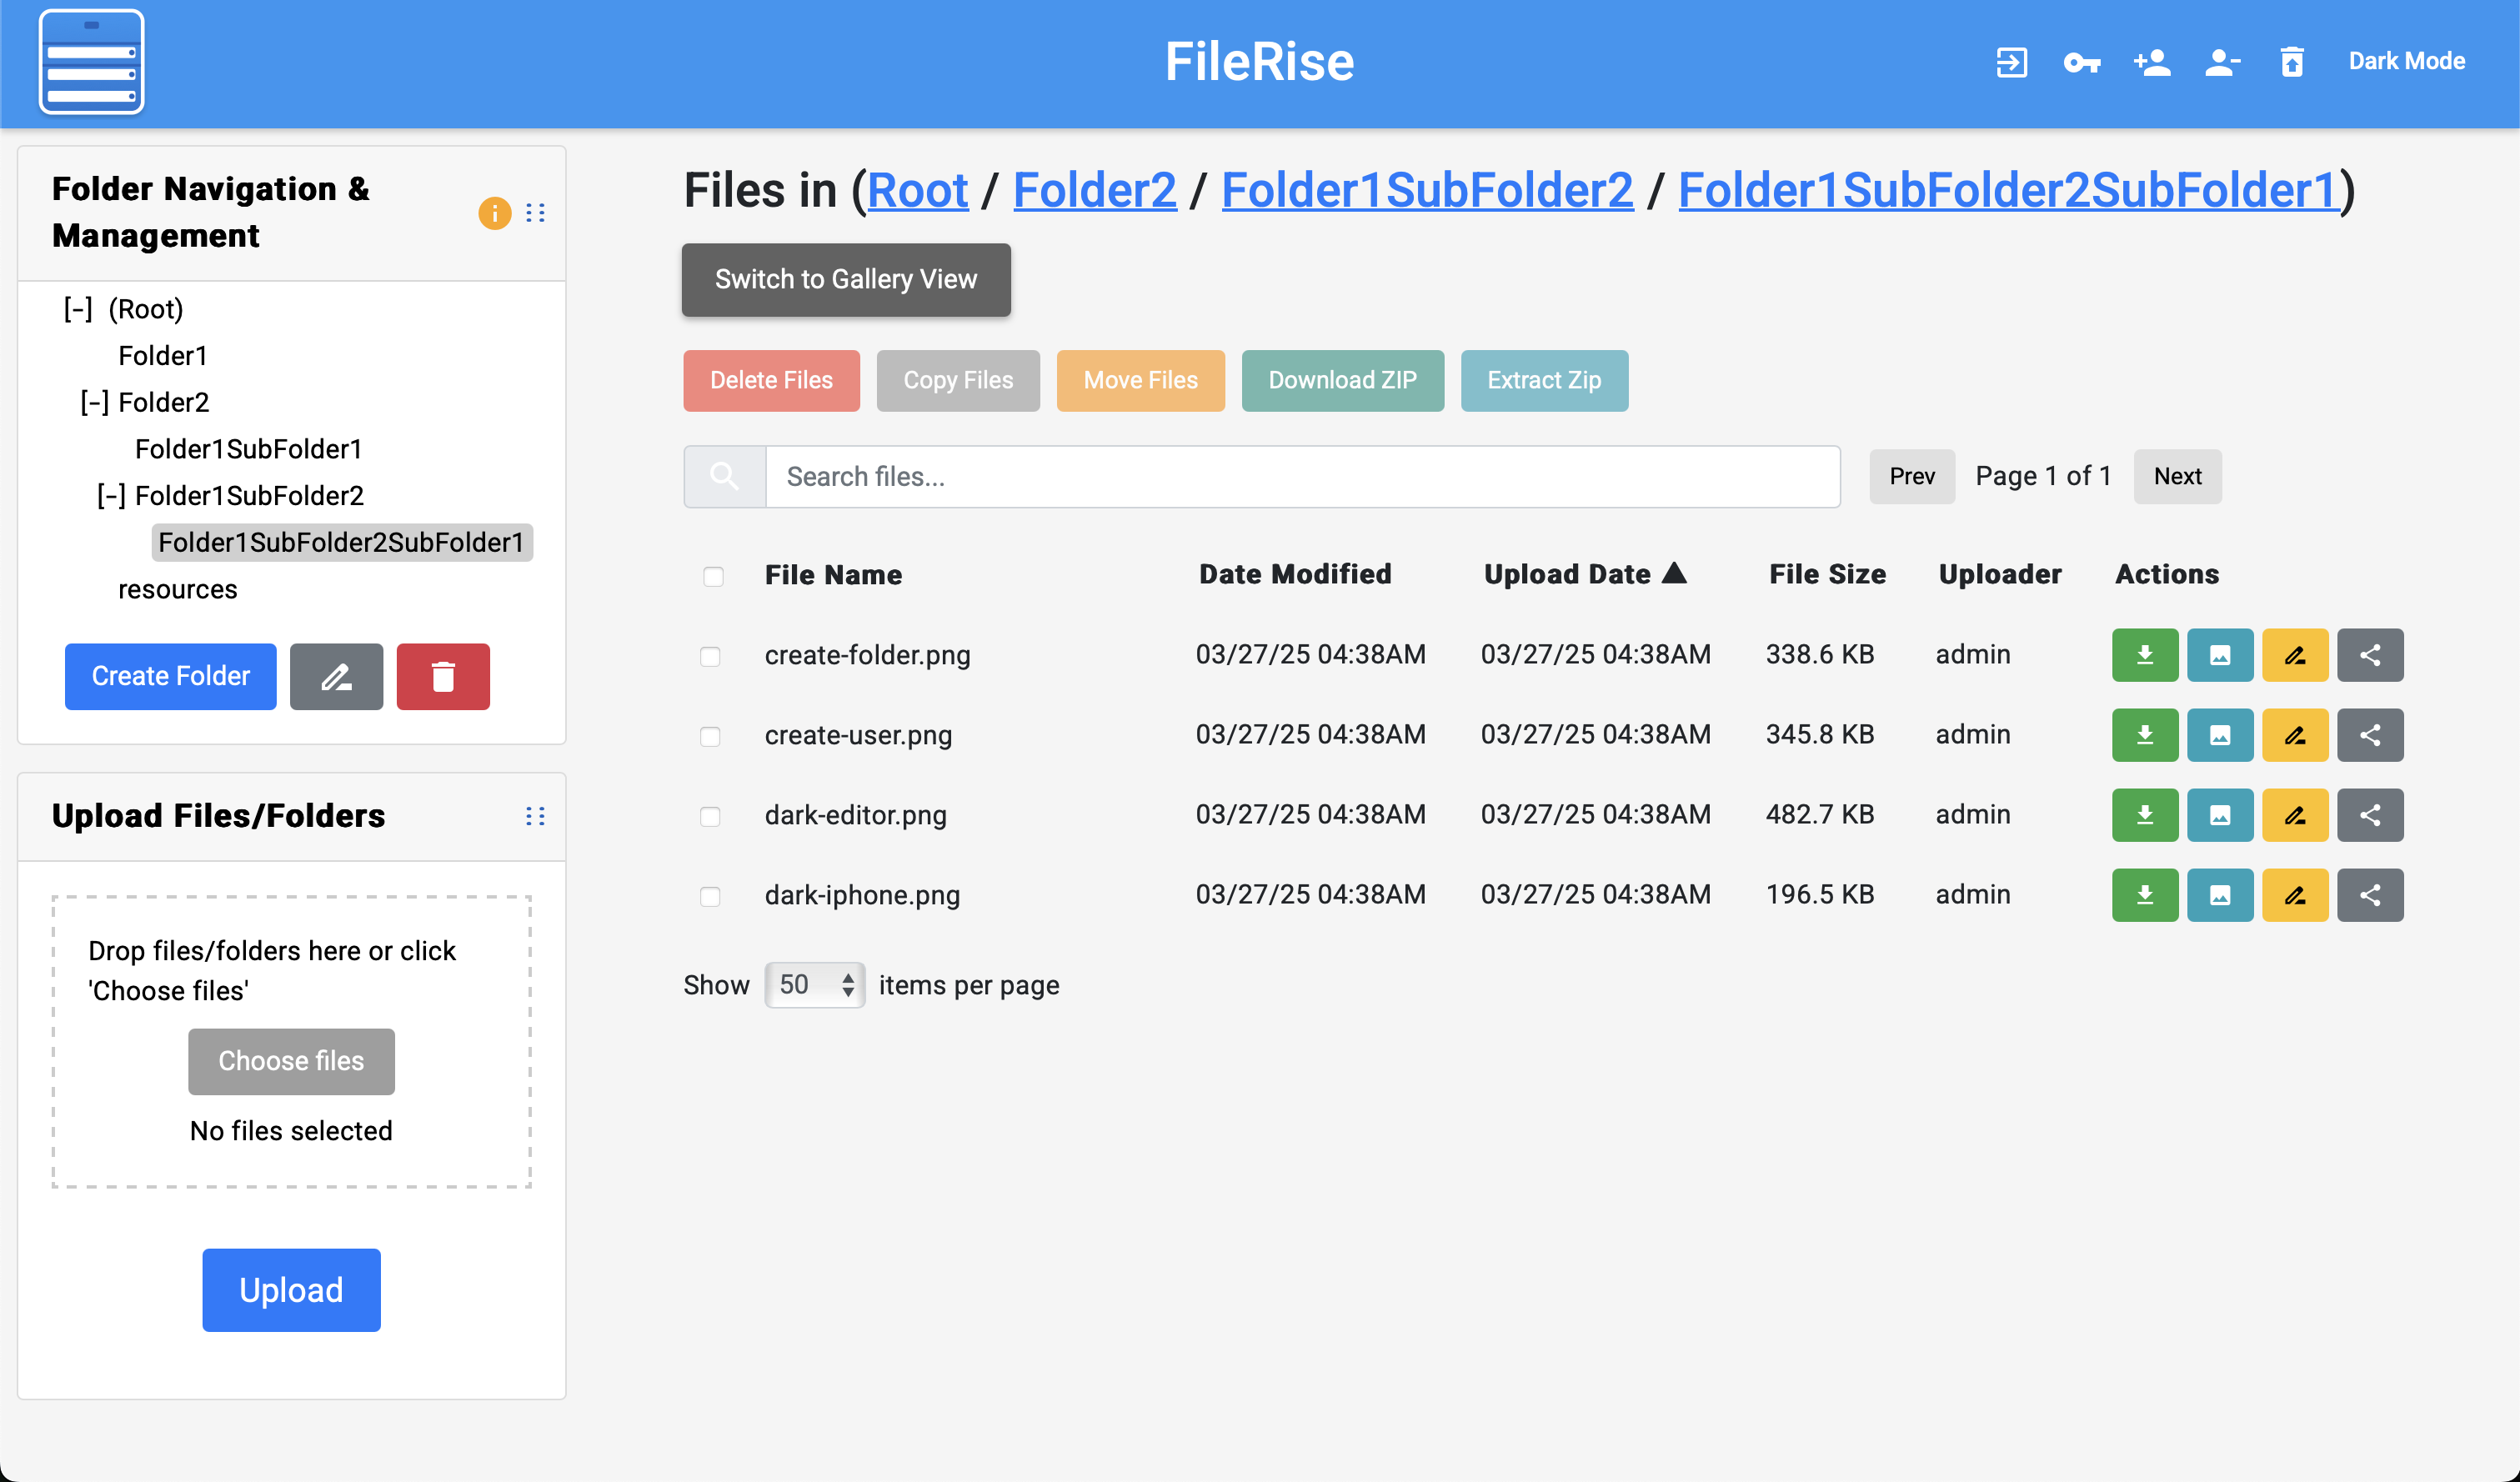 FileRise
Dark Mode
Folder Navigation &
Management
[-] (Root)
Folder1
[-] Folder2
Folder1SubFolder1
[-] Folder1SubFolder2
Folder1SubFolder2SubFolder1
resources
Create Folder
Upload Files/Folders
Drop files/folders here or click
'Choose files'
Choose files
No files selected
Upload
Files in (Root / Folder2 / Folder1SubFolder2 / Folder1SubFolder2SubFolder1)
Switch to Gallery View
Delete Files Copy Files Move Files Download ZIP Extract Zip
Search files... Prev Page 1 of 1 Next
File Name Date Modified Upload Date ▲ File Size Uploader Actions
create-folder.png 03/27/25 04:38AM 03/27/25 04:38AM 338.6 KB admin
create-user.png 03/27/25 04:38AM 03/27/25 04:38AM 345.8 KB admin
dark-editor.png 03/27/25 04:38AM 03/27/25 04:38AM 482.7 KB admin
dark-iphone.png 03/27/25 04:38AM 03/27/25 04:38AM 196.5 KB admin
Show 50 items per page